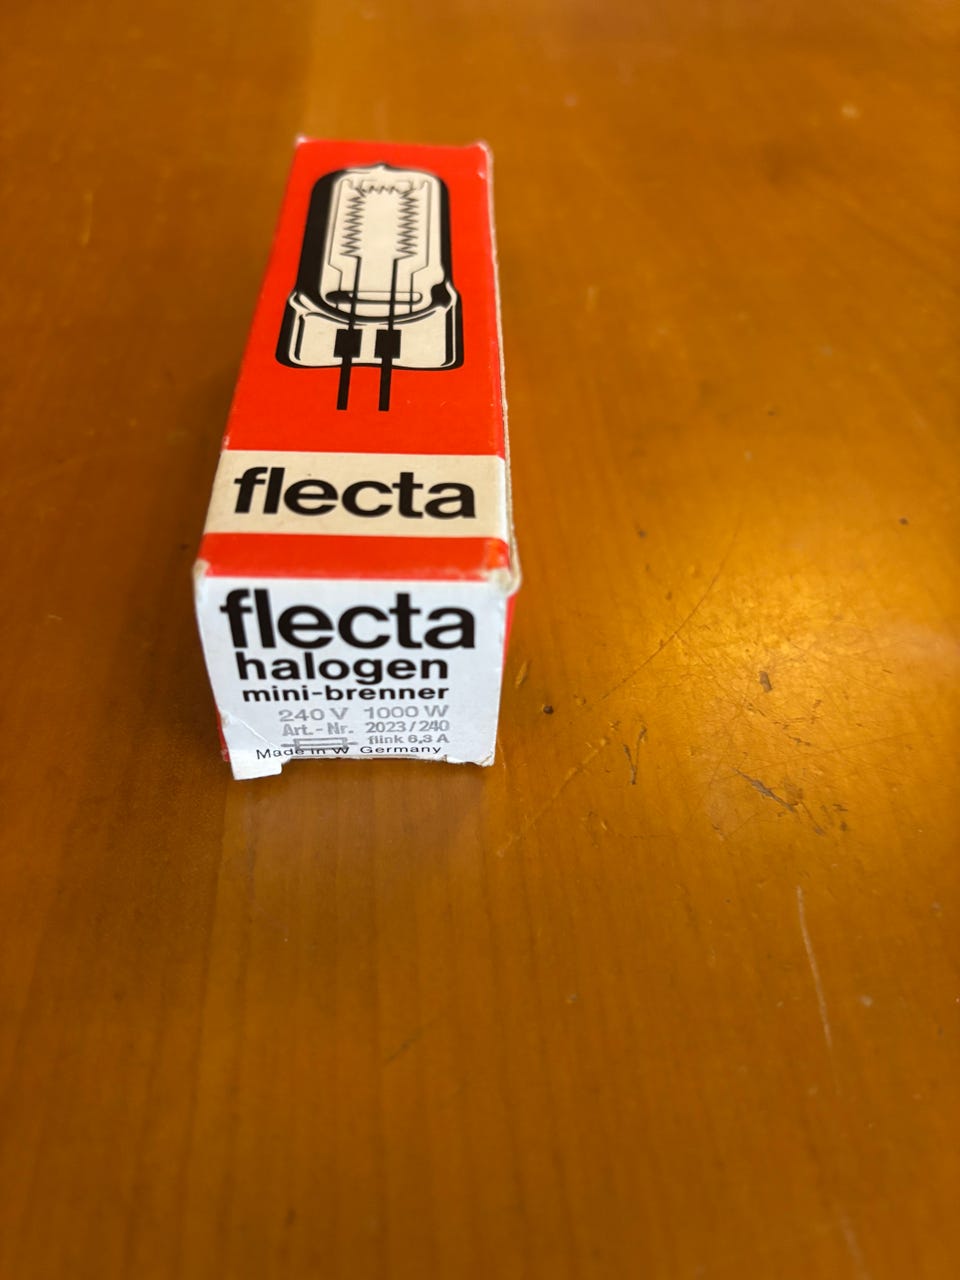 flecta
flecta
halogen
mini-brenner
240 V 1000 W
Art.-Nr. 2023/240
flink 6,3 A
Made in W Germany